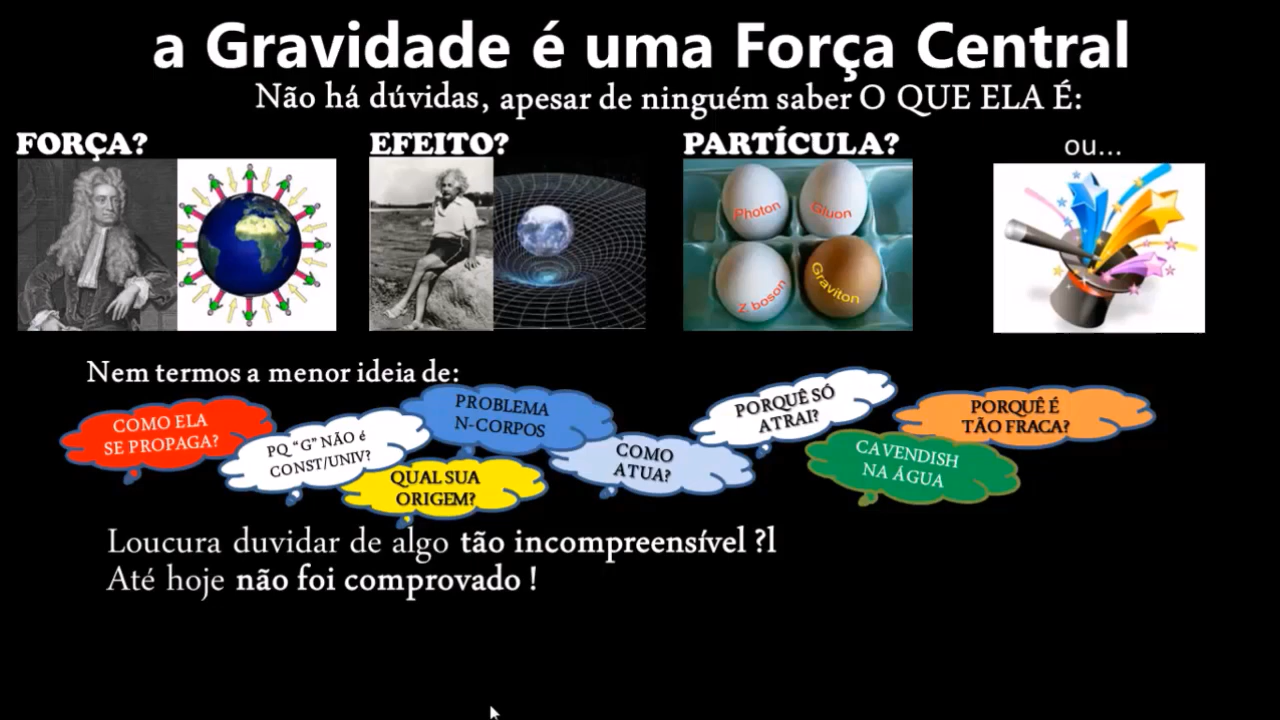 a Gravidade é uma Força Central
Não há dúvidas, apesar de ninguém saber O QUE ELA É:
FORÇA?
EFEITO?
PARTÍCULA?
ou...
Photon
Gluon
Z. boson
Graviton
Nem termos a menor ideia de:
COMO ELA
SE PROPAGA?
PQ "G" NÃO é
CONST/UNIV?
PROBLEMA
N-CORPOS
QUAL SUA
ORIGEM?
COMO
ATUA?
PORQUÊ SÓ
ATRAI?
CAVENDISH
NA ÁGUA
PORQUÊ É
TÃO FRACA?
Loucura duvidar de algo tão incompreensível ?l
Até hoje não foi comprovado !